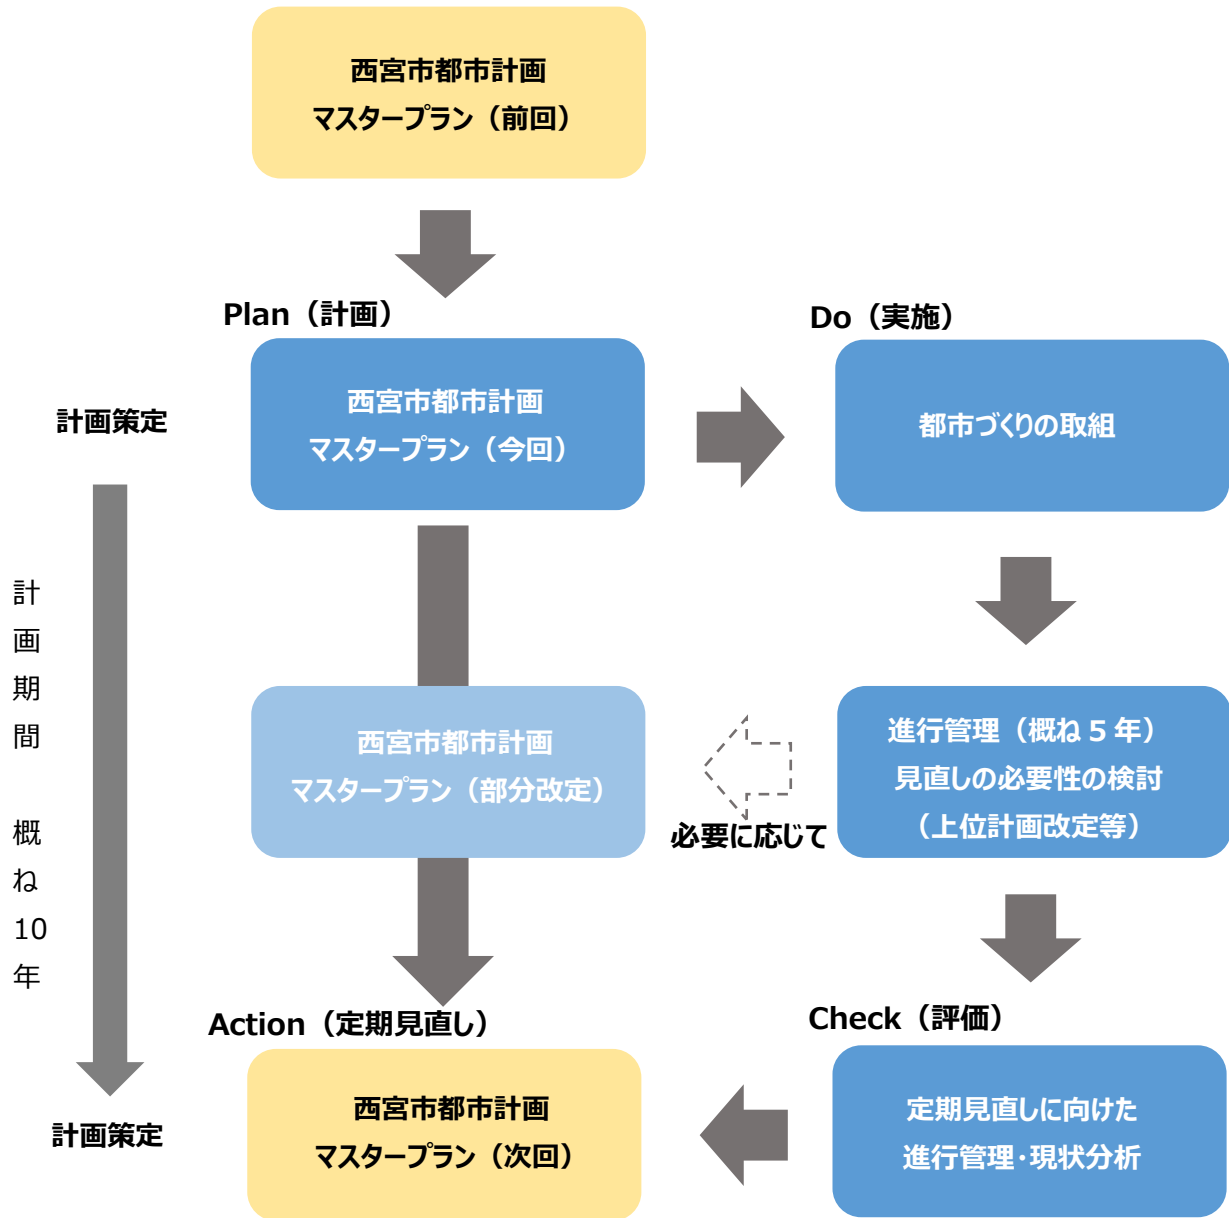 西宮市都市計画
マスタープラン（前回）
Plan（計画）
Do（実施）
計画策定
西宮市都市計画
マスタープラン（今回）
都市づくりの取組
計画期間　概ね10年
西宮市都市計画
マスタープラン（部分改定）
必要に応じて
進行管理（概ね５年）
見直しの必要性の検討
（上位計画改定等）
Action（定期見直し）
Check（評価）
計画策定
西宮市都市計画
マスタープラン（次回）
定期見直しに向けた
進行管理・現状分析